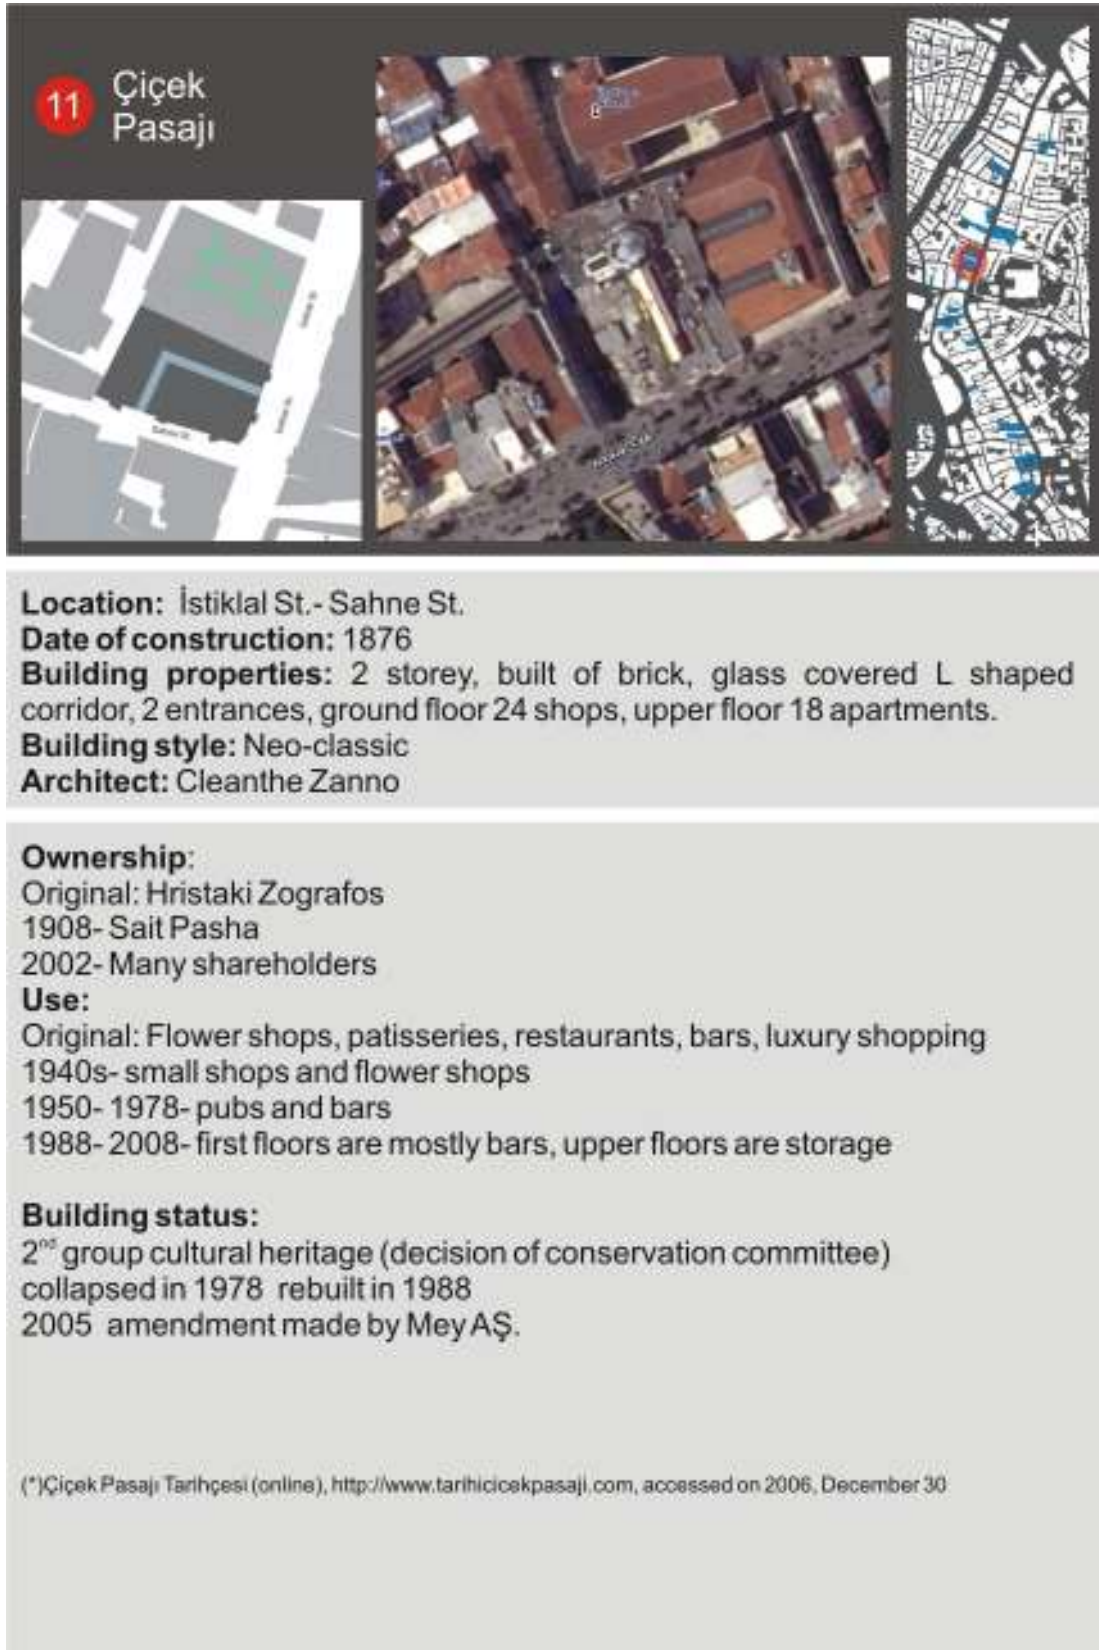 11
Çiçek
Pasajı
Sahne St.
Location: İstiklal St.- Sahne St.
Date of construction: 1876
Building properties: 2 storey, built of brick, glass covered L shaped
corridor, 2 entrances, ground floor 24 shops, upper floor 18 apartments.
Building style: Neo-classic
Architect: Cleanthe Zanno
Ownership:
Original: Hristaki Zografos
1908- Sait Pasha
2002- Many shareholders
Use:
Original: Flower shops, patisseries, restaurants, bars, luxury shopping
1940s- small shops and flower shops
1950- 1978- pubs and bars
1988- 2008- first floors are mostly bars, upper floors are storage
Building status:
2nd group cultural heritage (decision of conservation committee)
collapsed in 1978 rebuilt in 1988
2005 amendment made by Mey AŞ.
(*)Çiçek Pasajı Tarihçesi (online), http://www.tarihicicekpasaji.com, accessed on 2006, December 30